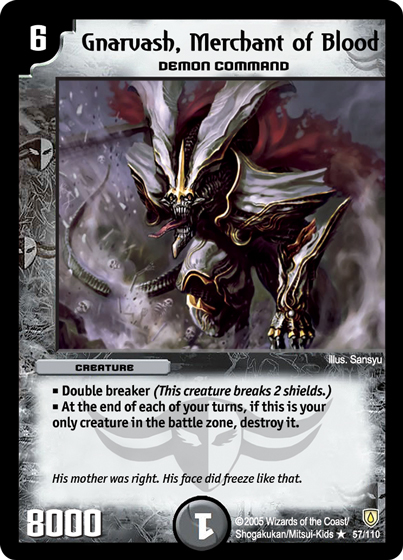 6
Gnarvash, Merchant of Blood
DEMON COMMAND
Illus. Sansyu
CREATURE
▪ Double breaker (This creature breaks 2 shields.)
▪ At the end of each of your turns, if this is your
only creature in the battle zone, destroy it.
His mother was right. His face did freeze like that.
8000
1
©2005 Wizards of the Coast/
Shogakukan/Mitsui-Kids ★ 57/110